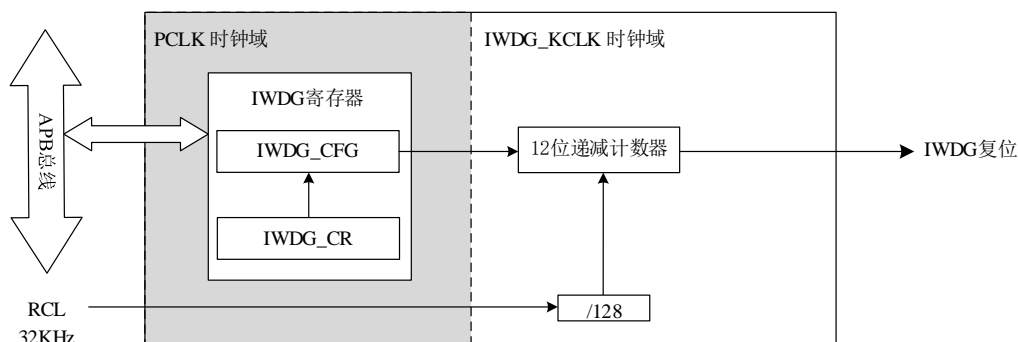 PCLK 时钟域
IWDG_KCLK 时钟域
IWDG寄存器
APB总线
IWDG_CFG
12位递减计数器
IWDG复位
IWDG_CR
RCL
32KHz
/128